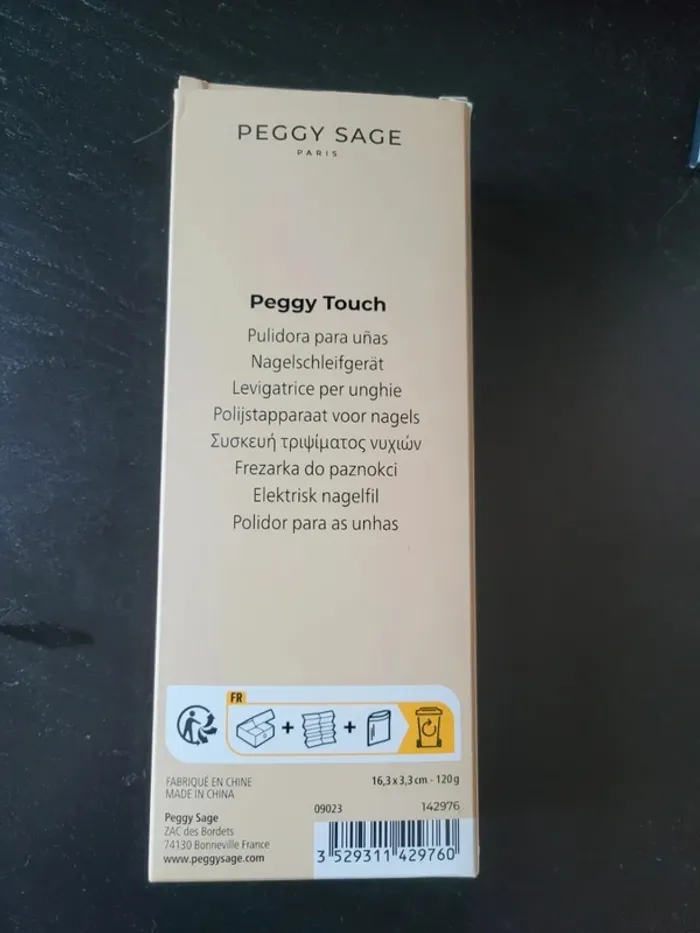 PEGGY SAGE
PARIS
Peggy Touch
Pulidora para uñas
Nagelschleifgerät
Levigatrice per unghie
Polijstapparaat voor nagels
Συσκευή τριψίματος νυχιών
Frezarka do paznokci
Elektrisk nagelfil
Polidor para as unhas
FR
FABRIQUÉ EN CHINE
MADE IN CHINA
16,3 x 3,3 cm - 120 g
09023
142976
Peggy Sage
ZAC des Bordets
74130 Bonneville France
www.peggysage.com
3 529311 429760